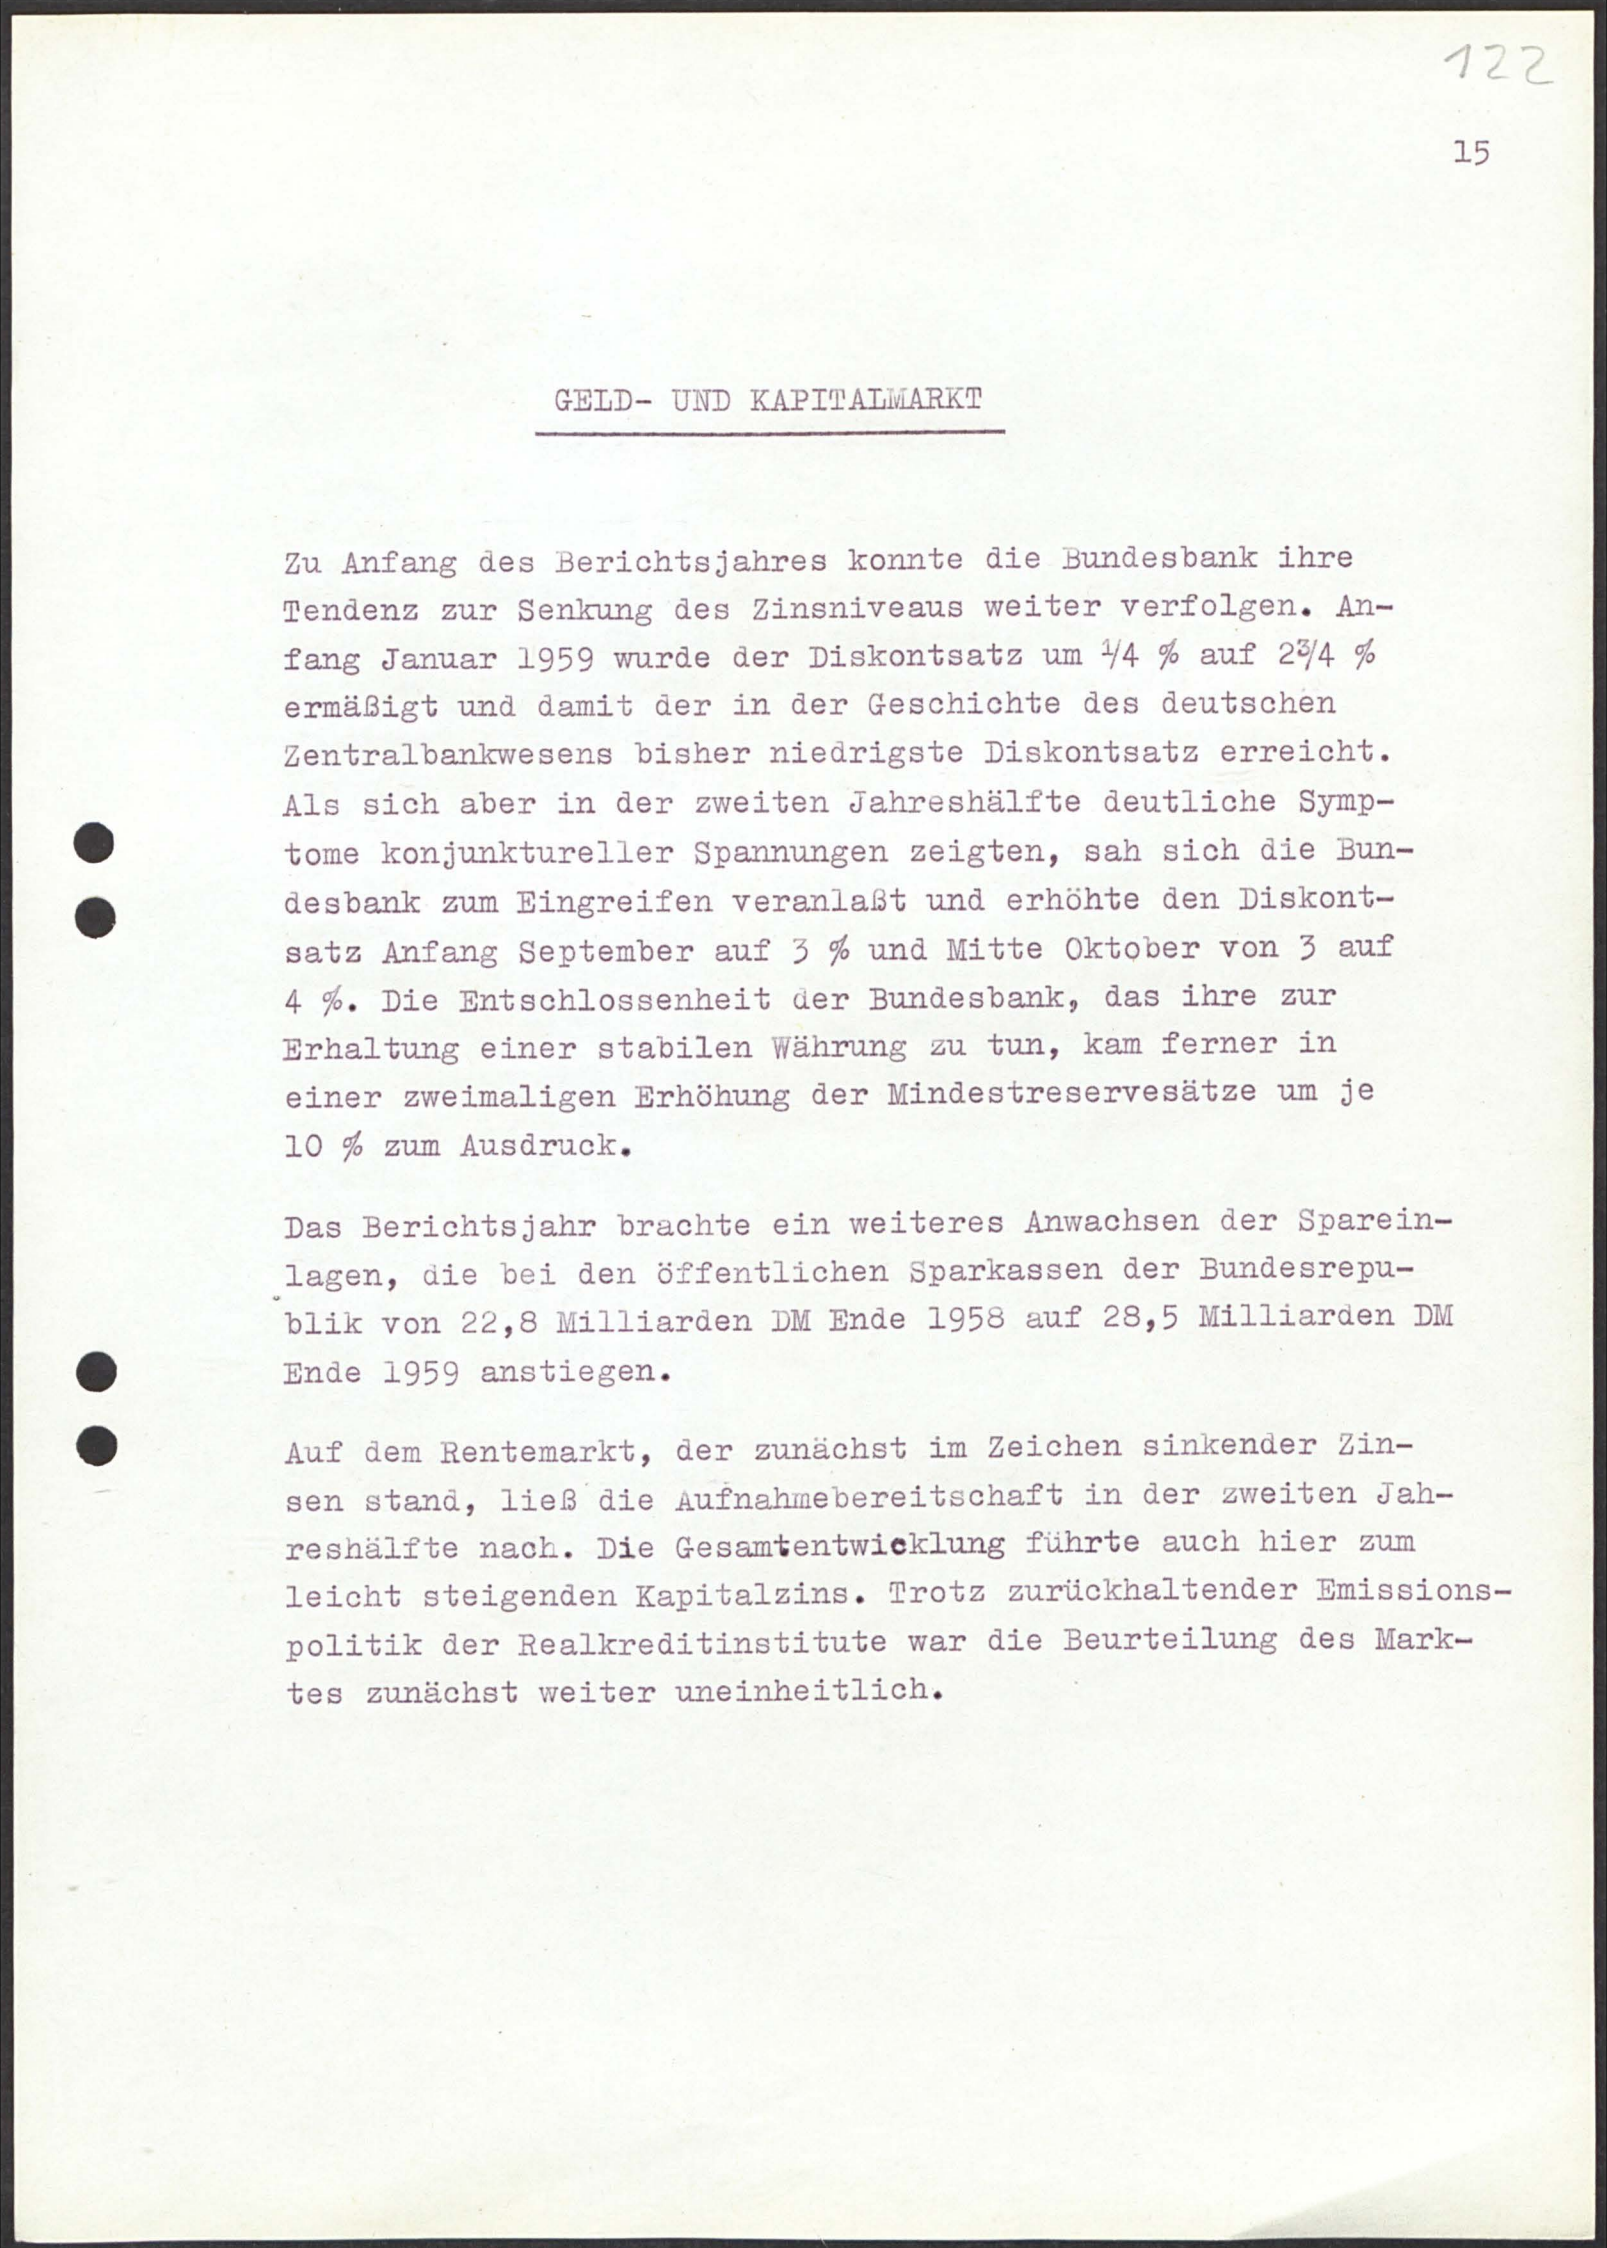 122
15
GELD- UND KAPITALMARKT
Zu Anfang des Berichtsjahres konnte die Bundesbank ihre
Tendenz zur Senkung des Zinsniveaus weiter verfolgen. An-
fang Januar 1959 wurde der Diskontsatz um 1/4 % auf 23/4 %
ermäßigt und damit der in der Geschichte des deutschen
Zentralbankwesens bisher niedrigste Diskontsatz erreicht.
Als sich aber in der zweiten Jahreshälfte deutliche Symp-
tome konjunktureller Spannungen zeigten, sah sich die Bun-
desbank zum Eingreifen veranlaßt und erhöhte den Diskont-
satz Anfang September auf 3 % und Mitte Oktober von 3 auf
4 %. Die Entschlossenheit der Bundesbank, das ihre zur
Erhaltung einer stabilen Währung zu tun, kam ferner in
einer zweimaligen Erhöhung der Mindestreservesätze um je
10 % zum Ausdruck.
Das Berichtsjahr brachte ein weiteres Anwachsen der Sparein-
lagen, die bei den öffentlichen Sparkassen der Bundesrepu-
blik von 22,8 Milliarden DM Ende 1958 auf 28,5 Milliarden DM
Ende 1959 anstiegen.
Auf dem Rentemarkt, der zunächst im Zeichen sinkender Zin-
sen stand, ließ die Aufnahmebereitschaft in der zweiten Jah-
reshälfte nach. Die Gesamtentwicklung führte auch hier zum
leicht steigenden Kapitalzins. Trotz zurückhaltender Emissions-
politik der Realkreditinstitute war die Beurteilung des Mark-
tes zunächst weiter uneinheitlich.